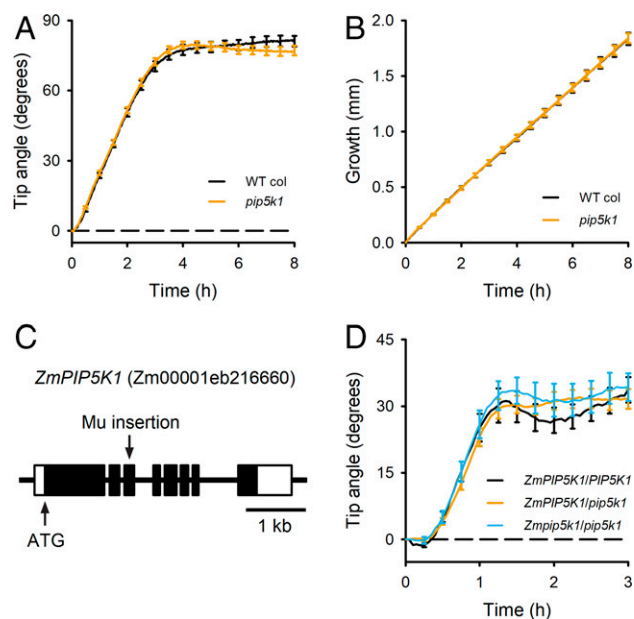 A
90
60
30
0
Tip angle (degrees)
WT col
pip5k1
0 2 4 6 8
Time (h)
B
2.0
1.5
1.0
0.5
0.0
Growth (mm)
WT col
pip5k1
0 2 4 6 8
Time (h)
C
ZmPIP5K1 (Zm00001eb216660)
Mu insertion
ATG
1 kb
D
45
30
15
0
Tip angle (degrees)
ZmPIP5K1/PIP5K1
ZmPIP5K1/pip5k1
Zmpip5k1/pip5k1
0 1 2 3
Time (h)